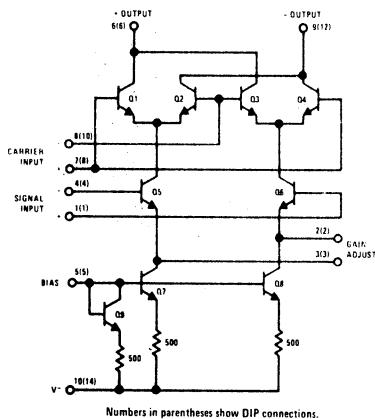 + OUTPUT
6(6)
- OUTPUT
9(12)
Q1
Q2
Q3
Q4
8(10)
CARRIER
INPUT
7(8)
4(4)
SIGNAL
INPUT
1(1)
Q5
Q6
2(2)
GAIN
ADJUST
3(3)
BIAS
5(5)
Q7
Q8
Q9
500
500
500
V- 10(14)
Numbers in parentheses show DIP connections.